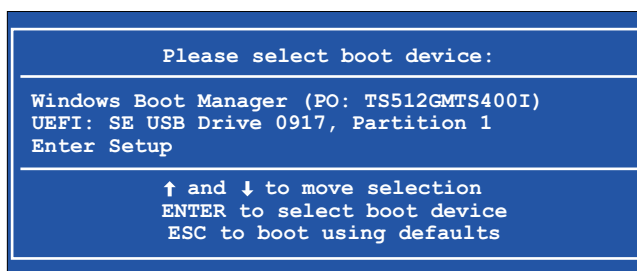 Please select boot device:
Windows Boot Manager (PO: TS512GMTS400I)
UEFI: SE USB Drive 0917, Partition 1
Enter Setup
↑ and ↓ to move selection
ENTER to select boot device
ESC to boot using defaults